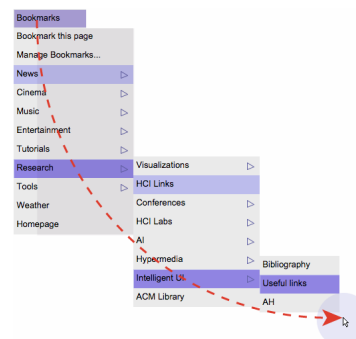 Bookmarks
Bookmark this page
Manage Bookmarks...
News
Cinema
Music
Entertainment
Tutorials
Research
Tools
Weather
Homepage
Visualizations
HCI Links
Conferences
HCI Labs
AI
Hypermedia
Intelligent UI
ACM Library
Bibliography
Useful links
AH